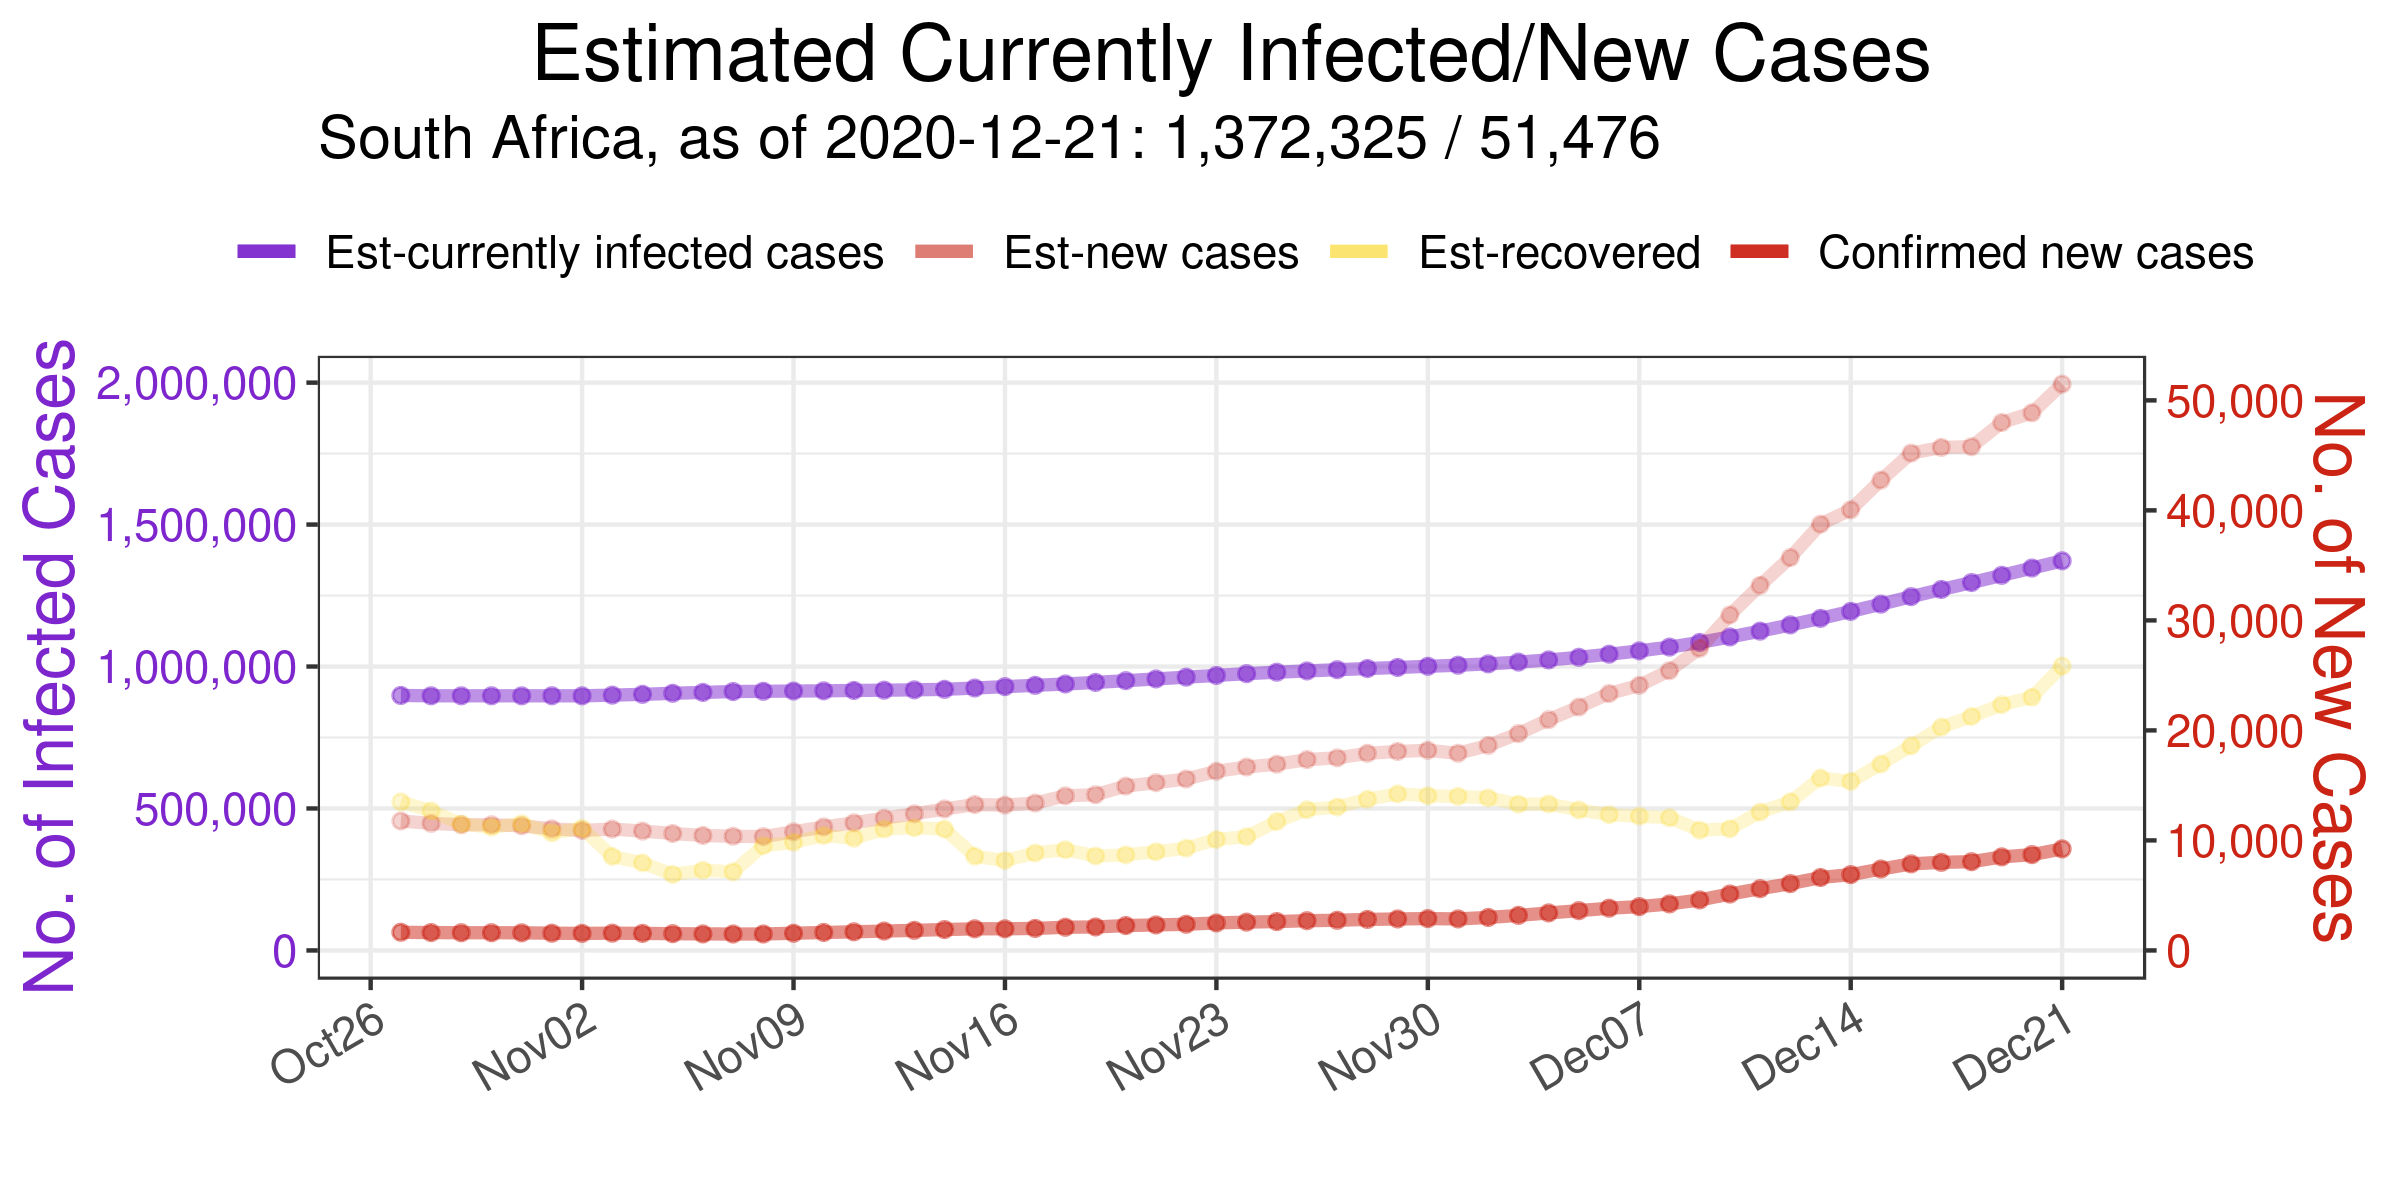 Estimated Currently Infected/New Cases
South Africa, as of 2020-12-21: 1,372,325 / 51,476
Est-currently infected cases Est-new cases Est-recovered Confirmed new cases
No. of Infected Cases
2,000,000
1,500,000
1,000,000
500,000
0
50,000
40,000
30,000
20,000
10,000
0
No. of New Cases
Oct26 Nov02 Nov09 Nov16 Nov23 Nov30 Dec07 Dec14 Dec21